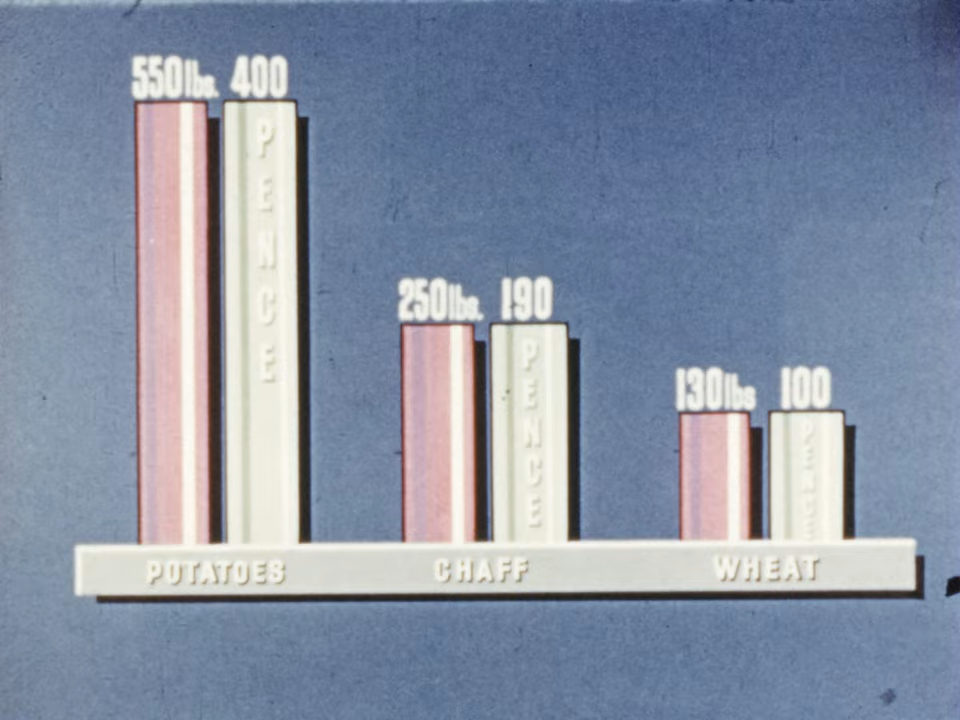 550lbs. 400
PENCE
250lbs. 190
PENCE
130lbs 100
PENCE
POTATOES CHAFF WHEAT